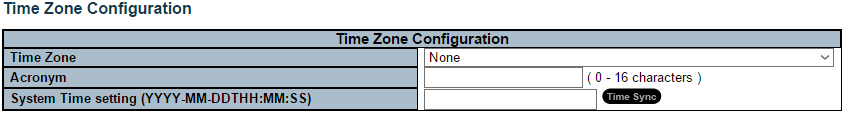 Time Zone Configuration
Time Zone Configuration
Time Zone None
Acronym ( 0 - 16 characters )
System Time setting (YYYY-MM-DDTHH:MM:SS) Time Sync